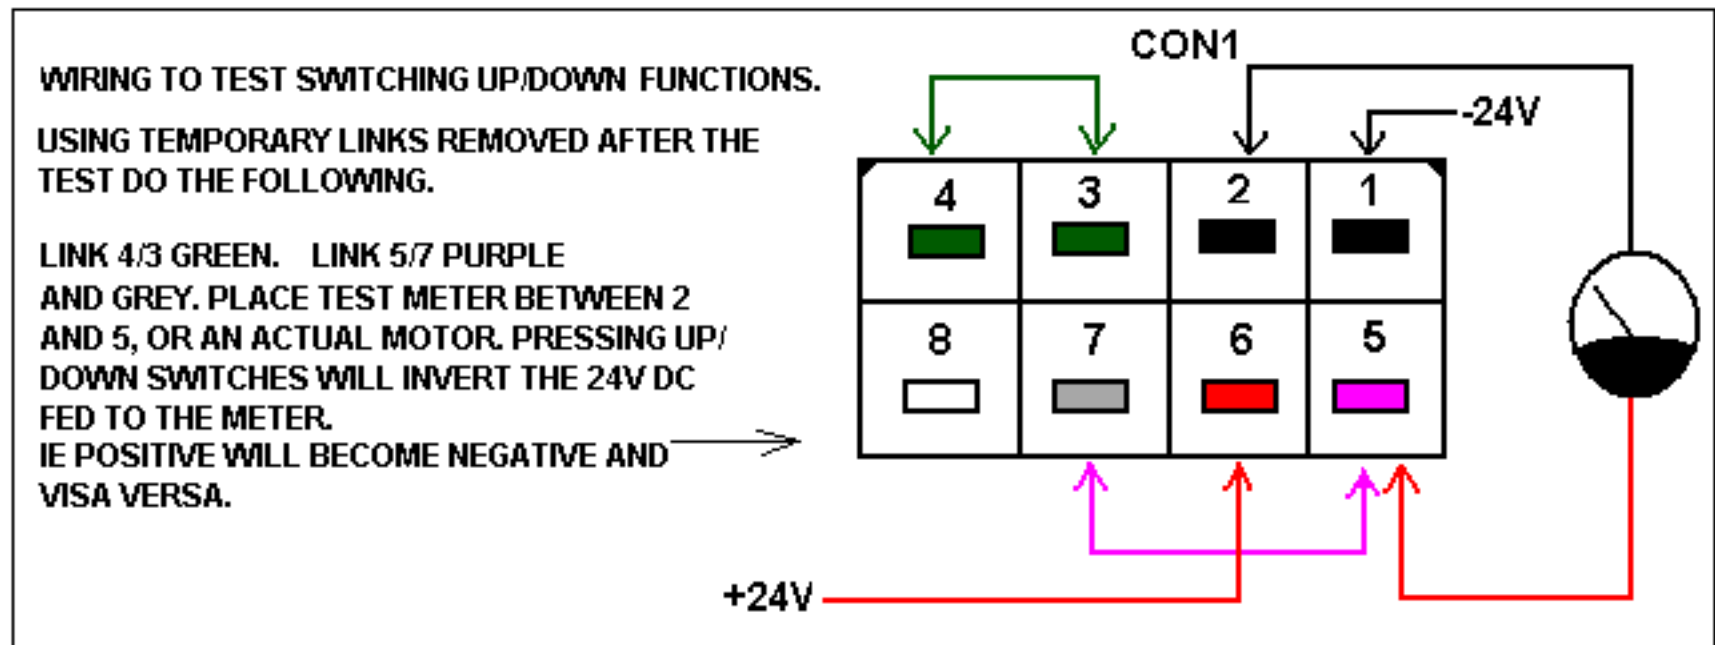 WIRING TO TEST SWITCHING UP/DOWN FUNCTIONS.
USING TEMPORARY LINKS REMOVED AFTER THE
TEST DO THE FOLLOWING.
LINK 4/3 GREEN. LINK 5/7 PURPLE
AND GREY. PLACE TEST METER BETWEEN 2
AND 5, OR AN ACTUAL MOTOR. PRESSING UP/
DOWN SWITCHES WILL INVERT THE 24V DC
FED TO THE METER.
IE POSITIVE WILL BECOME NEGATIVE AND
VISA VERSA.
CON1
-24V
4 3 2 1
8 7 6 5
+24V